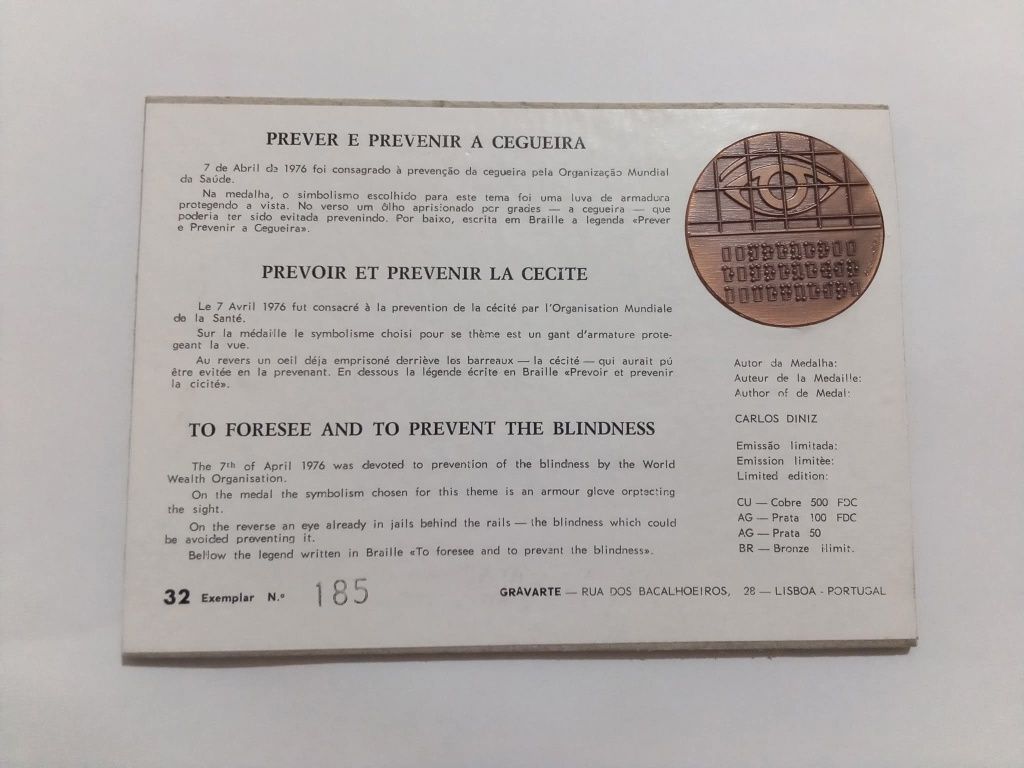 PREVER E PREVENIR A CEGUEIRA
7 de Abril da 1976 foi consagrado à prevenção da cegueira pela Organização Mundial
da Saúde.
Na medalha, o simbolismo escolhido para este tema foi uma luva de armadura
protegendo a vista. No verso um ôlho aprisionado por grades — a cegueira — que
poderia ter sido evitada prevenindo. Por baixo, escrita em Braille a legenda «Prever
e Prevenir a Cegueira».
PREVOIR ET PREVENIR LA CECITE
Le 7 Avril 1976 fut consacré à la prevention de la cécité par l'Organisation Mundiale
de la Santé.
Sur la médaille le symbolisme choisi pour se thème est un gant d'armature prote-
geant la vue.
Au revers un oeil déja emprisoné derriève les barreaux — la cécité — qui aurait pú
être evitée en la prevenant. En dessous la légende écrite en Braille «Prevoir et prevenir
la cicité».
TO FORESEE AND TO PREVENT THE BLINDNESS
The 7th of April 1976 was devoted to prevention of the blindness by the World
Wealth Organisation.
On the medal the symbolism chosen for this theme is an armour glove orptecting
the sight.
On the reverse an eye already in jails behind the rails — the blindness which could
be avoided preventing it.
Bellow the legend written in Braille «To foresee and to prevent the blindness».
32 Exemplar N.º 185
GRAVARTE — RUA DOS BACALHOEIROS, 28 — LISBOA - PORTUGAL
Autor da Medalha:
Auteur de la Medaille:
Author of de Medal:
CARLOS DINIZ
Emissão limitada:
Emission limitèe:
Limited edition:
CU — Cobre 500 FDC
AG — Prata 100 FDC
AG — Prata 50
BR — Bronze ilimit.